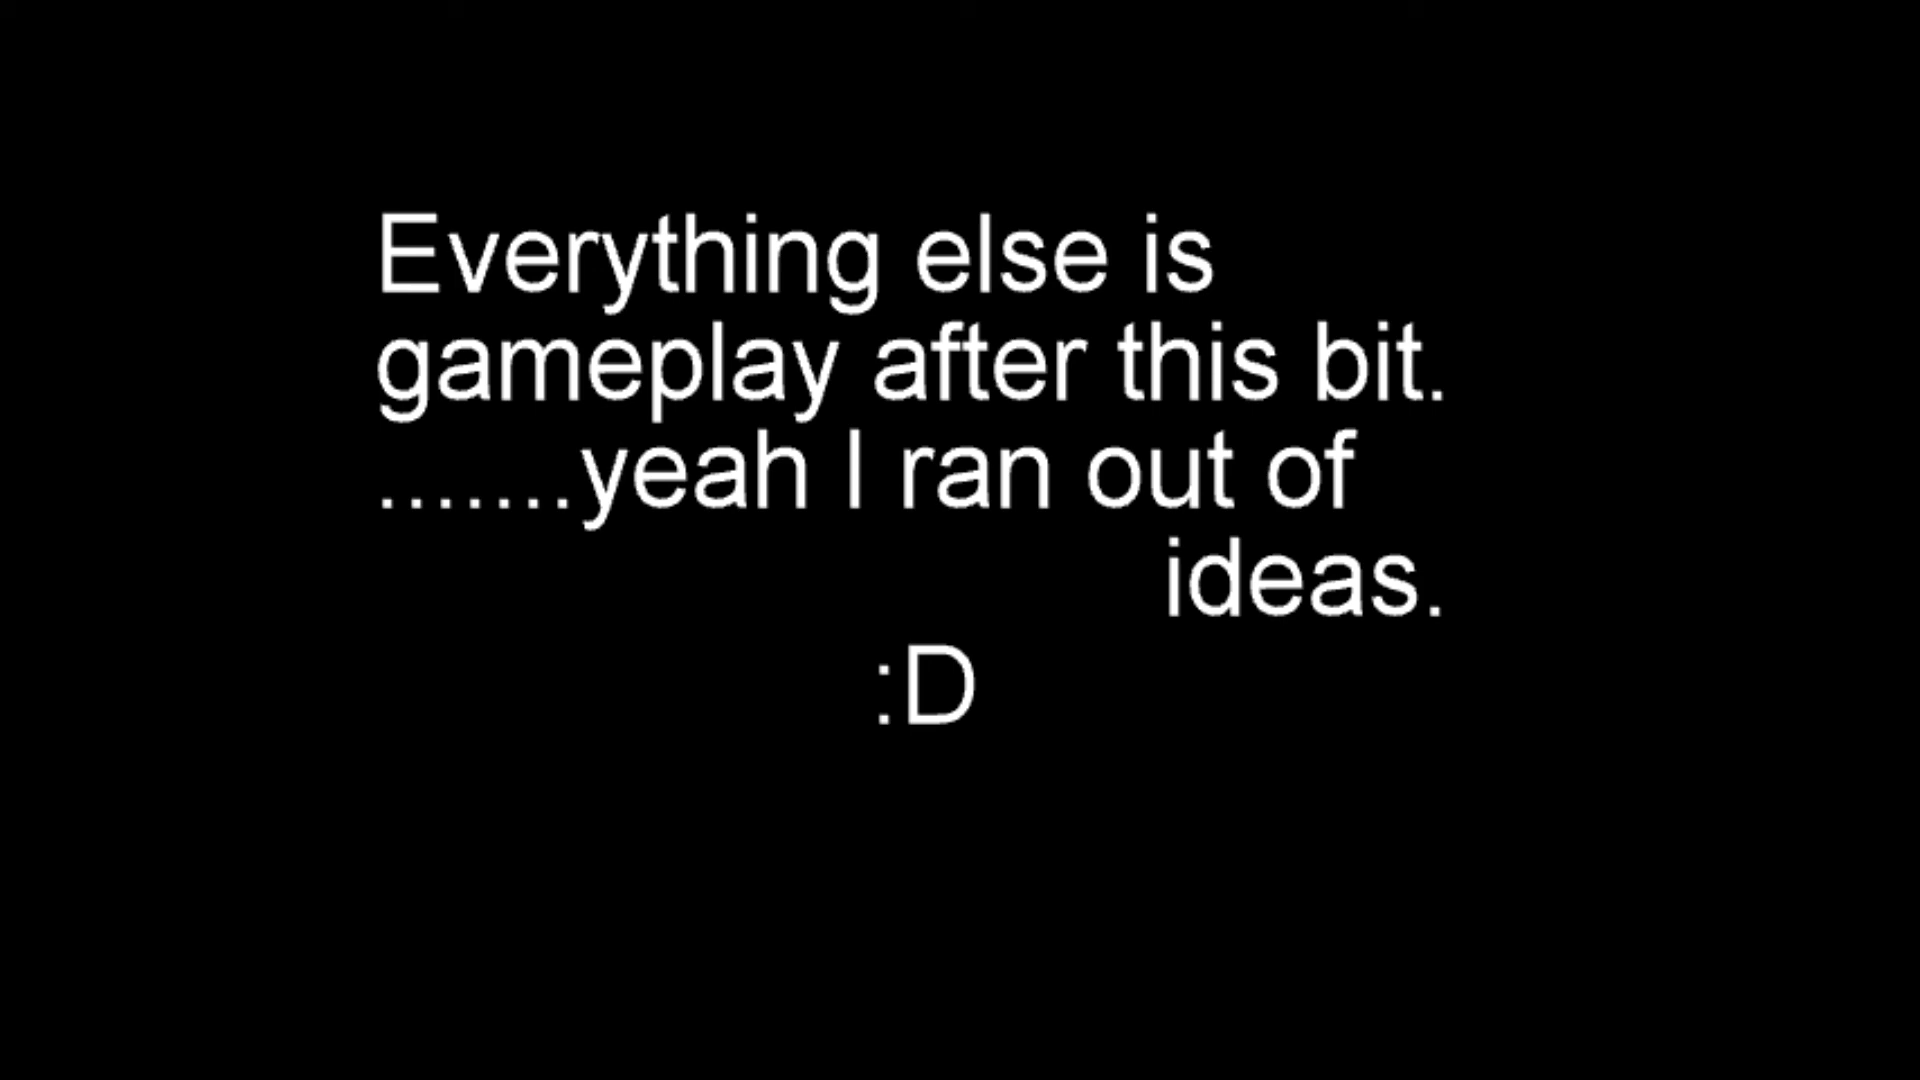 Everything else is
gameplay after this bit.
.......yeah I ran out of
ideas.
:D